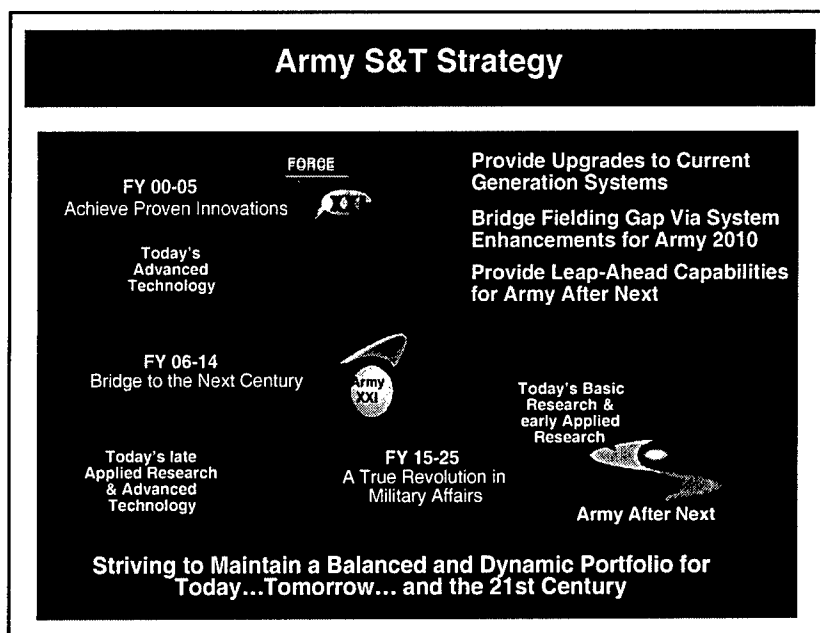 Army S&T Strategy
FORGE
FY 00-05
Achieve Proven Innovations
Today's
Advanced
Technology
Provide Upgrades to Current
Generation Systems
Bridge Fielding Gap Via System
Enhancements for Army 2010
Provide Leap-Ahead Capabilities
for Army After Next
FY 06-14
Bridge to the Next Century
Army
XXI
Today's late
Applied Research
& Advanced
Technology
FY 15-25
A True Revolution in
Military Affairs
Today's Basic
Research &
early Applied
Research
Army After Next
Striving to Maintain a Balanced and Dynamic Portfolio for
Today...Tomorrow... and the 21st Century